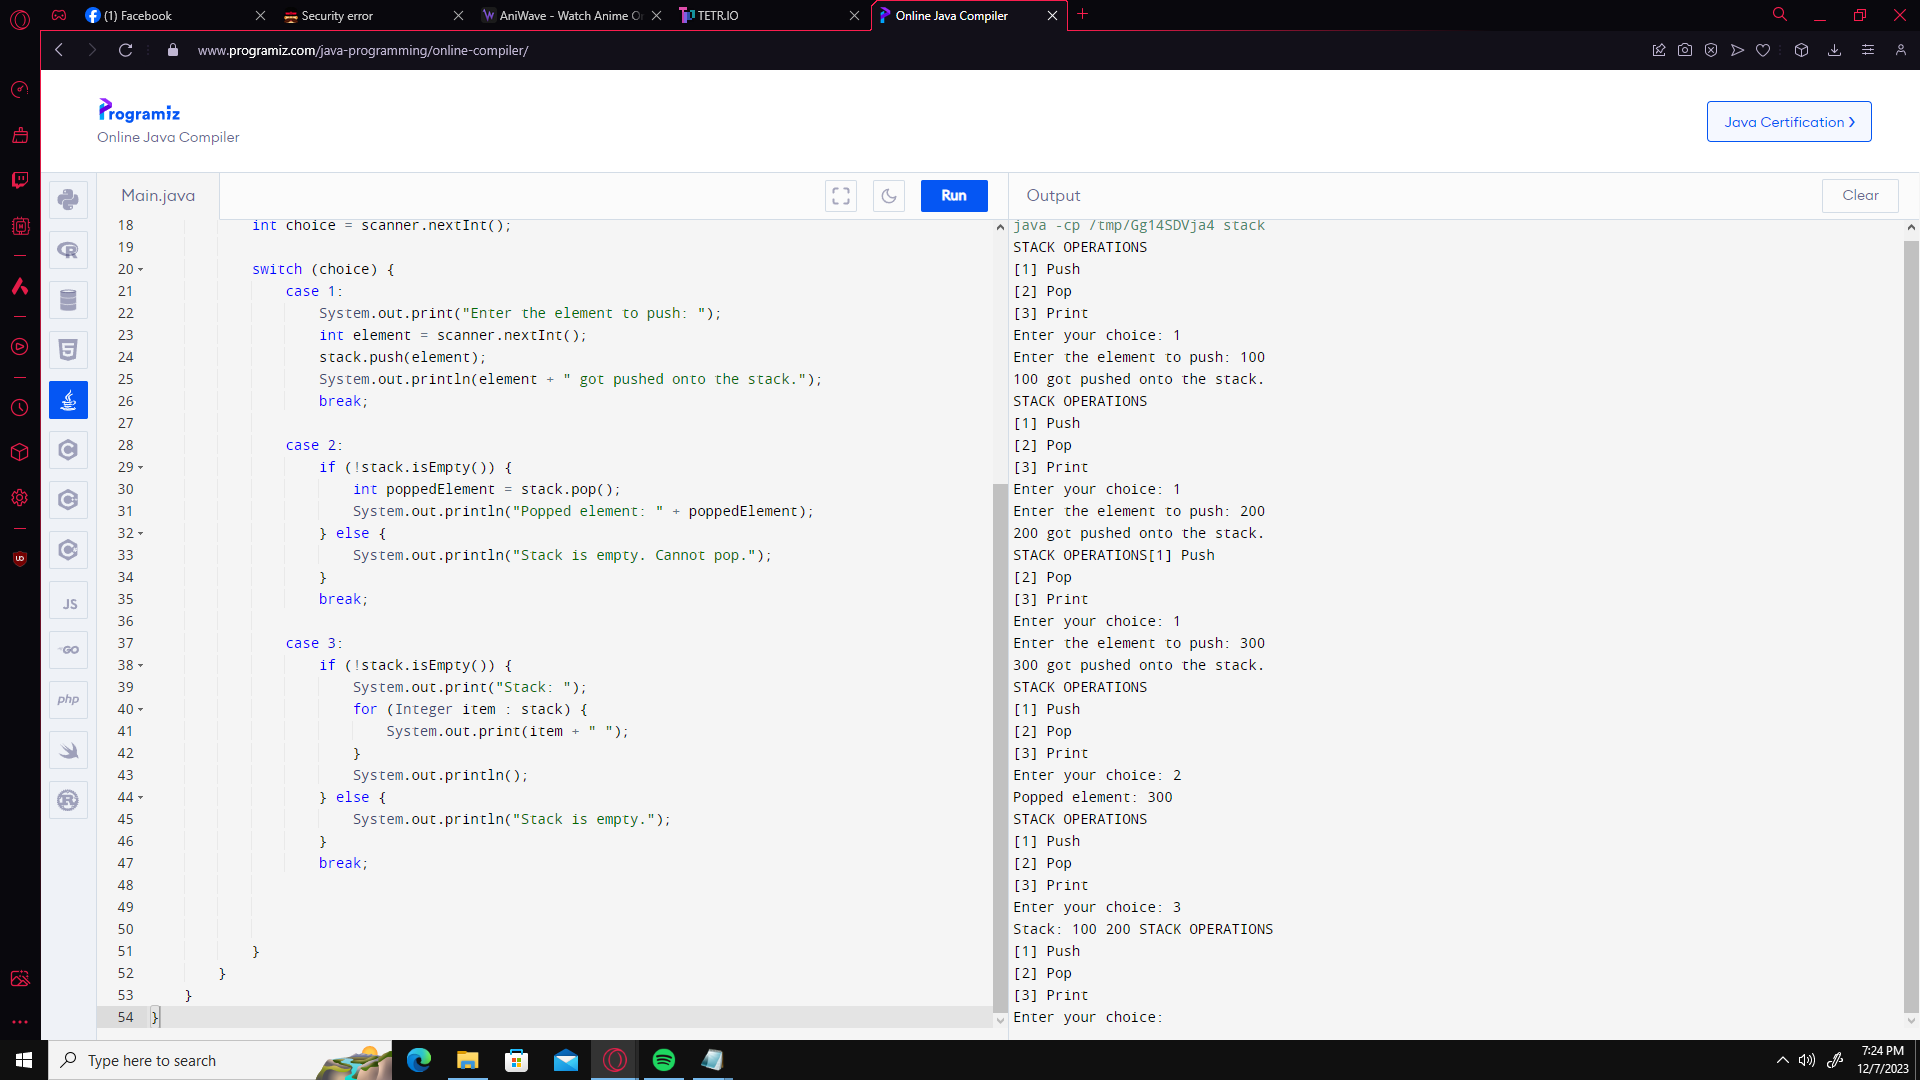 (1) Facebook
Security error
AniWave - Watch Anime O
TETR.IO
Online Java Compiler
www.programiz.com/java-programming/online-compiler/
Programiz
Online Java Compiler
Java Certification
Main.java
Run
Output
Clear
18 int choice = scanner.nextInt();
19
20 switch (choice) {
21 case 1:
22 System.out.print("Enter the element to push: ");
23 int element = scanner.nextInt();
24 stack.push(element);
25 System.out.println(element + " got pushed onto the stack.");
26 break;
27
28 case 2:
29 if (!stack.isEmpty()) {
30 int poppedElement = stack.pop();
31 System.out.println("Popped element: " + poppedElement);
32 } else {
33 System.out.println("Stack is empty. Cannot pop.");
34 }
35 break;
36
37 case 3:
38 if (!stack.isEmpty()) {
39 System.out.print("Stack: ");
40 for (Integer item : stack) {
41 System.out.print(item + " ");
42 }
43 System.out.println();
44 } else {
45 System.out.println("Stack is empty.");
46 }
47 break;
48
49
50
51 }
52 }
53 }
54 }
java -cp /tmp/Gg14SDVja4 stack
STACK OPERATIONS
[1] Push
[2] Pop
[3] Print
Enter your choice: 1
Enter the element to push: 100
100 got pushed onto the stack.
STACK OPERATIONS
[1] Push
[2] Pop
[3] Print
Enter your choice: 1
Enter the element to push: 200
200 got pushed onto the stack.
STACK OPERATIONS[1] Push
[2] Pop
[3] Print
Enter your choice: 1
Enter the element to push: 300
300 got pushed onto the stack.
STACK OPERATIONS
[1] Push
[2] Pop
[3] Print
Enter your choice: 2
Popped element: 300
STACK OPERATIONS
[1] Push
[2] Pop
[3] Print
Enter your choice: 3
Stack: 100 200 STACK OPERATIONS
[1] Push
[2] Pop
[3] Print
Enter your choice:
JS
GO
php
Type here to search
7:24 PM
12/7/2023